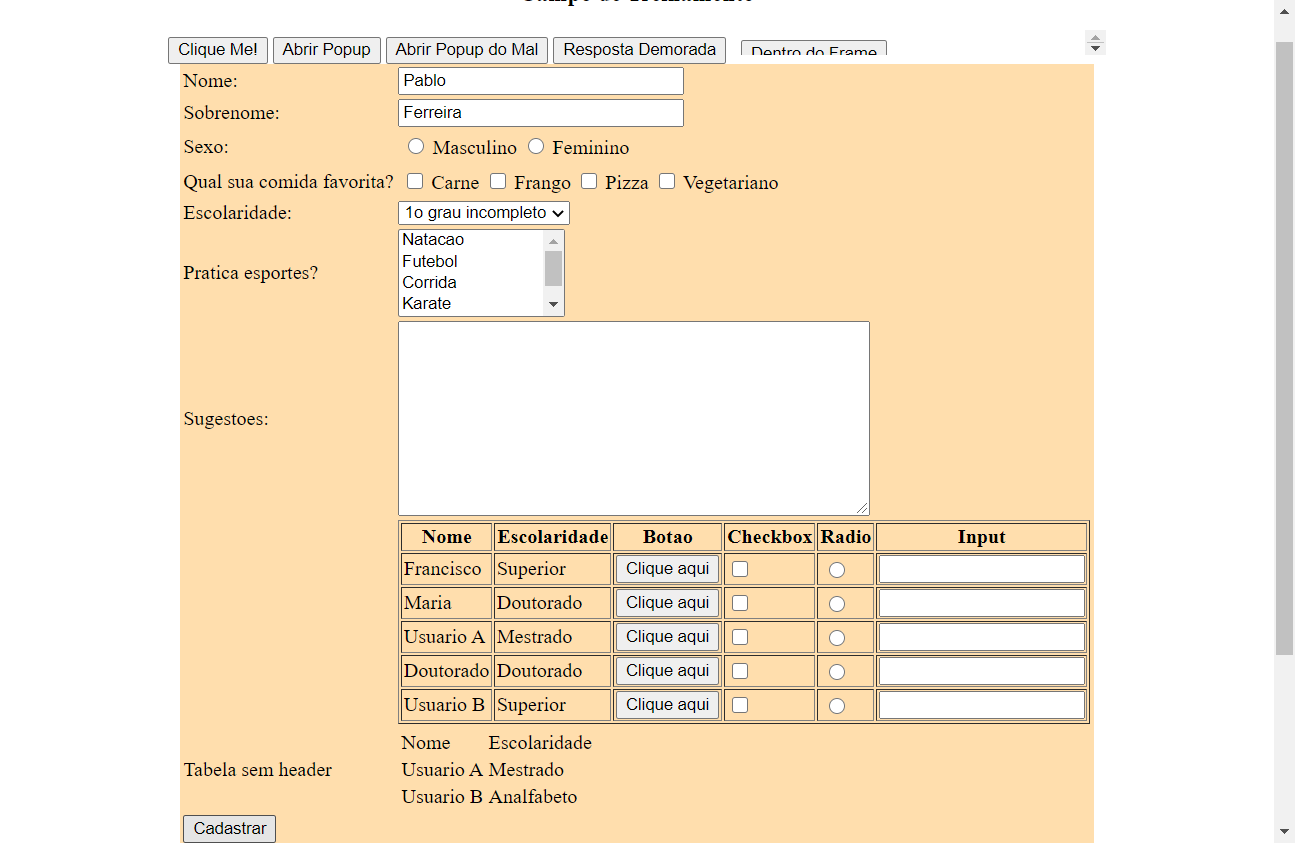 Clique Me! Abrir Popup Abrir Popup do Mal Resposta Demorada Dentro do Frame
Nome: Pablo
Sobrenome: Ferreira
Sexo: Masculino Feminino
Qual sua comida favorita? Carne Frango Pizza Vegetariano
Escolaridade: 1o grau incompleto
Natacao
Futebol
Pratica esportes?
Corrida
Karate
Sugestoes:
Nome Escolaridade Botao Checkbox Radio Input
Francisco Superior Clique aqui
Maria Doutorado Clique aqui
Usuario A Mestrado Clique aqui
Doutorado Doutorado Clique aqui
Usuario B Superior Clique aqui
Nome Escolaridade
Tabela sem header Usuario A Mestrado
Usuario B Analfabeto
Cadastrar